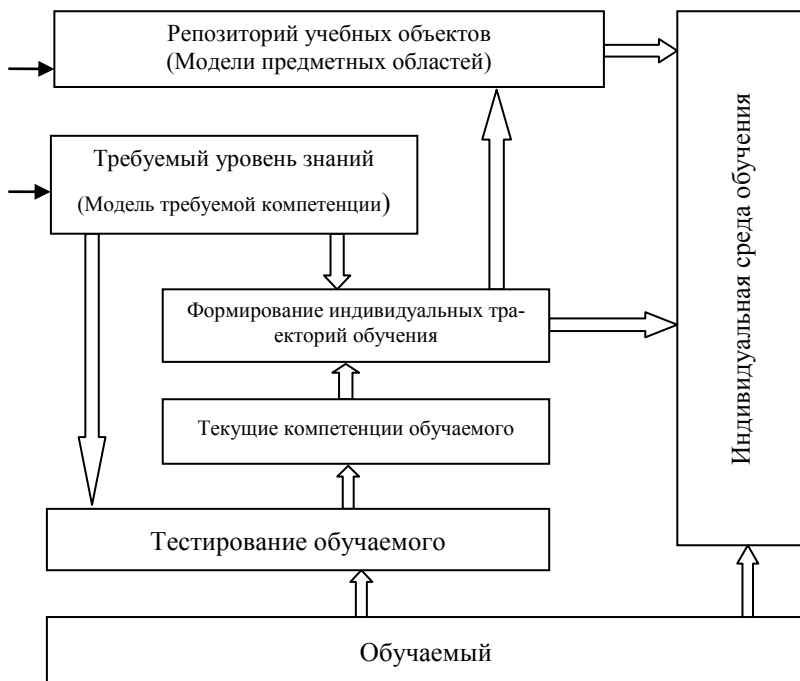 Репозиторий учебных объектов
(Модели предметных областей)
Требуемый уровень знаний
(Модель требуемой компетенции)
Формирование индивидуальных тра-
екторий обучения
Текущие компетенции обучаемого
Тестирование обучаемого
Обучаемый
Индивидуальная среда обучения